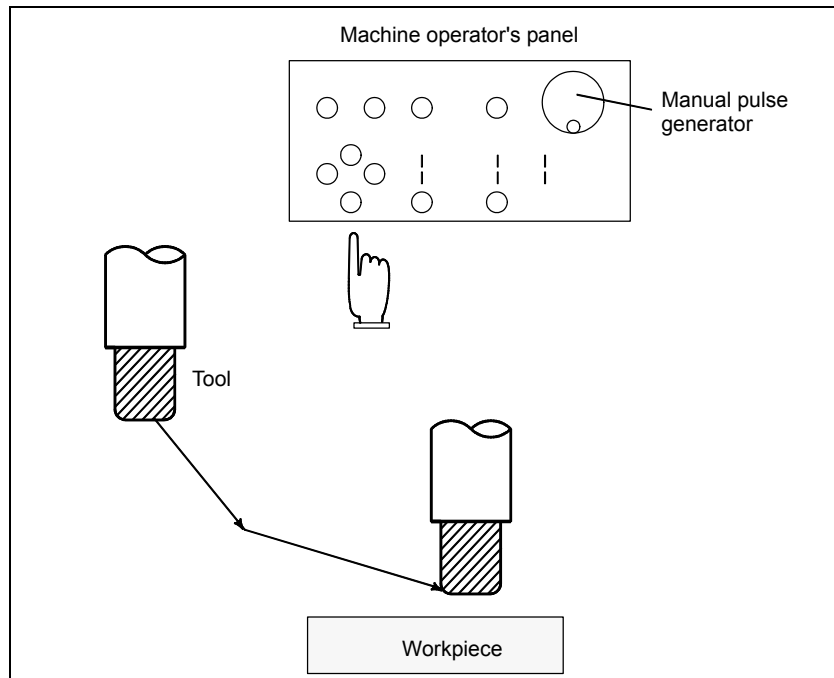 Machine operator's panel
Manual pulse
generator
Tool
Workpiece